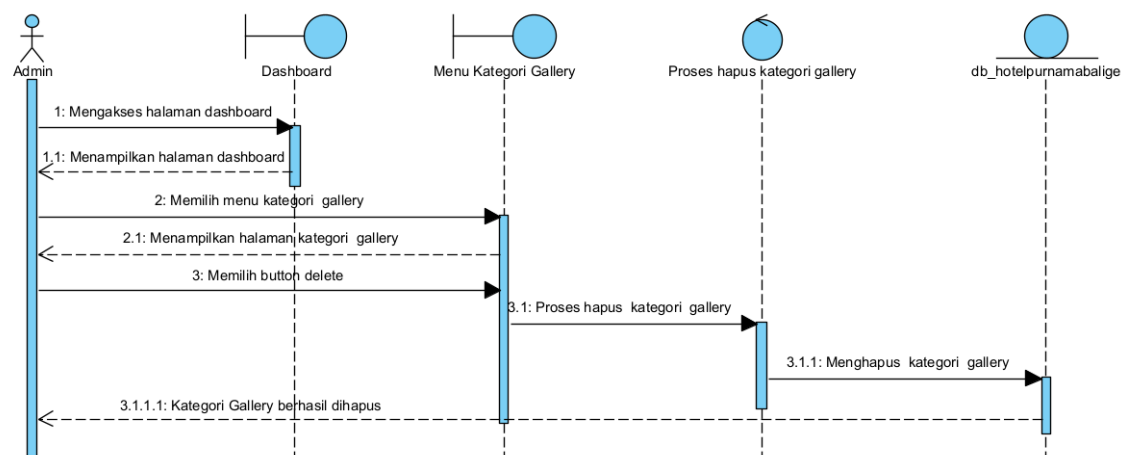 Admin
Dashboard
Menu Kategori Gallery
Proses hapus kategori gallery
db_hotelpurnamabalige
1: Mengakses halaman dashboard
1.1: Menampilkan halaman dashboard
2: Memilih menu kategori gallery
2.1: Menampilkan halaman kategori gallery
3: Memilih button delete
3.1: Proses hapus kategori gallery
3.1.1: Menghapus kategori gallery
3.1.1.1: Kategori Gallery berhasil dihapus